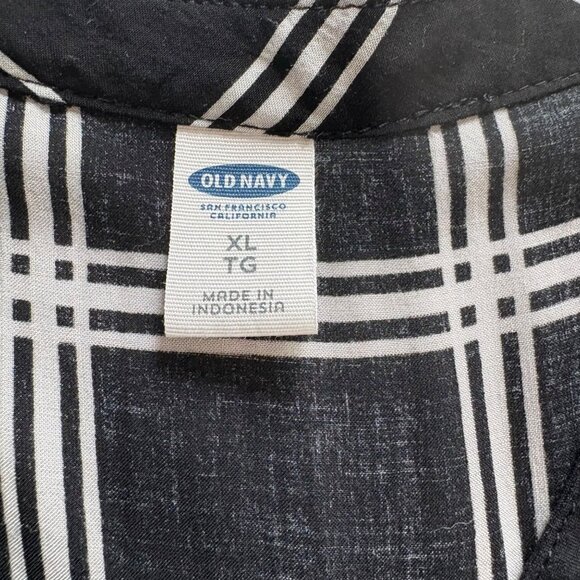 OLD NAVY
SAN FRANCISCO
CALIFORNIA
XL
TG
MADE IN
INDONESIA